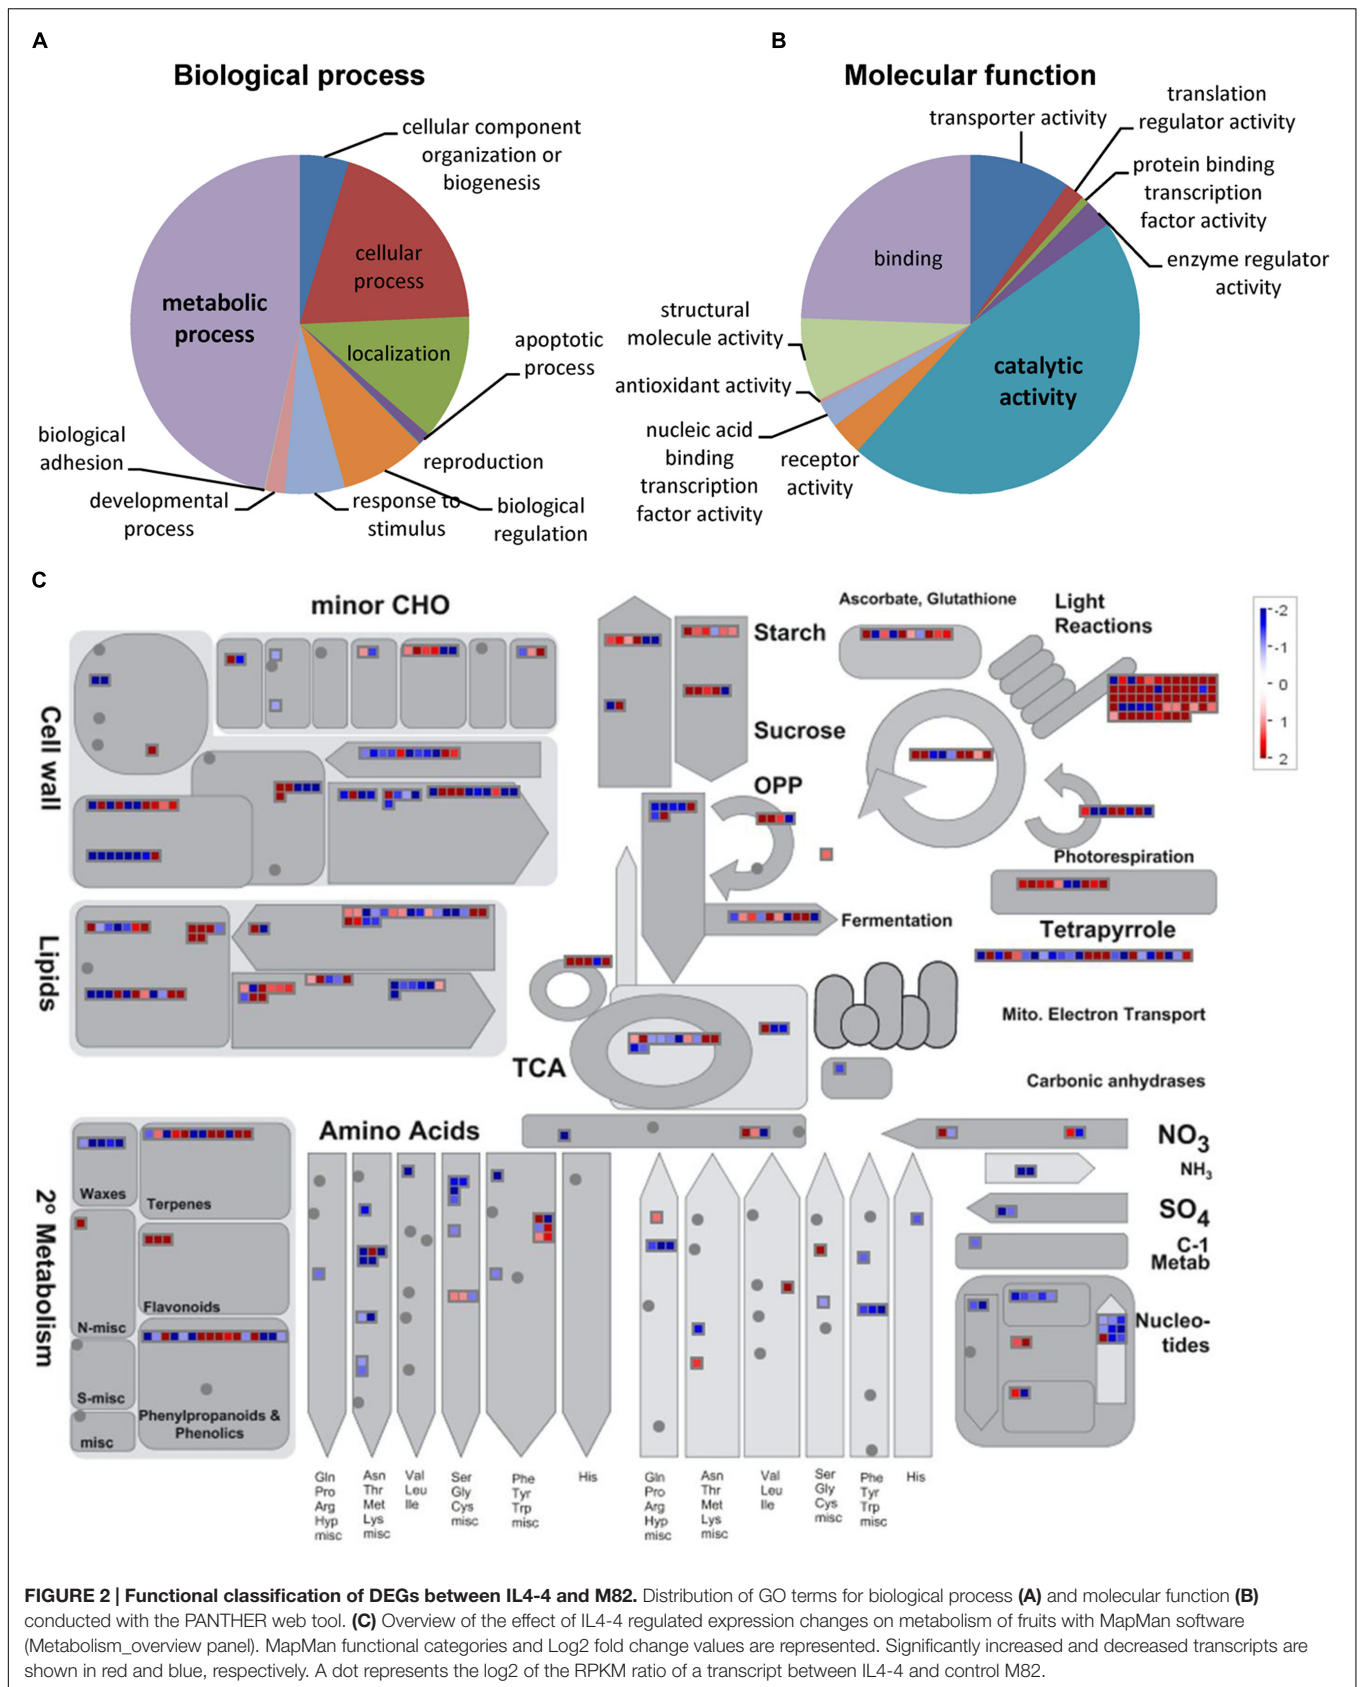 A
Biological process
cellular component
organization or
biogenesis
cellular
process
metabolic
process
localization
apoptotic
process
biological
adhesion
reproduction
developmental
process
response to
stimulus
biological
regulation
B
Molecular function
transporter activity
translation
regulator activity
protein binding
transcription
factor activity
enzyme regulator
activity
binding
structural
molecule activity
catalytic
activity
antioxidant activity
nucleic acid
binding
transcription
factor activity
receptor
activity
C
minor CHO
Cell wall
Lipids
2º Metabolism
Starch
Sucrose
OPP
Ascorbate, Glutathione
Light
Reactions
-2
-1
0
1
2
Photorespiration
Fermentation
Tetrapyrrole
Mito. Electron Transport
TCA
Carbonic anhydrases
Amino Acids
Waxes
Terpenes
N-misc
Flavonoids
S-misc
misc
Phenylpropanoids &
Phenolics
NO3
NH3
SO4
C-1
Metab
Nucleo-
tides
Gln
Pro
Arg
Hyp
misc
Asn
Thr
Met
Lys
misc
Val
Leu
Ile
Ser
Gly
Cys
misc
Phe
Tyr
Trp
misc
His
Gln
Pro
Arg
Hyp
misc
Asn
Thr
Met
Lys
misc
Val
Leu
Ile
Ser
Gly
Cys
misc
Phe
Tyr
Trp
misc
His
FIGURE 2 | Functional classification of DEGs between IL4-4 and M82. Distribution of GO terms for biological process (A) and molecular function (B)
conducted with the PANTHER web tool. (C) Overview of the effect of IL4-4 regulated expression changes on metabolism of fruits with MapMan software
(Metabolism_overview panel). MapMan functional categories and Log2 fold change values are represented. Significantly increased and decreased transcripts are
shown in red and blue, respectively. A dot represents the log2 of the RPKM ratio of a transcript between IL4-4 and control M82.